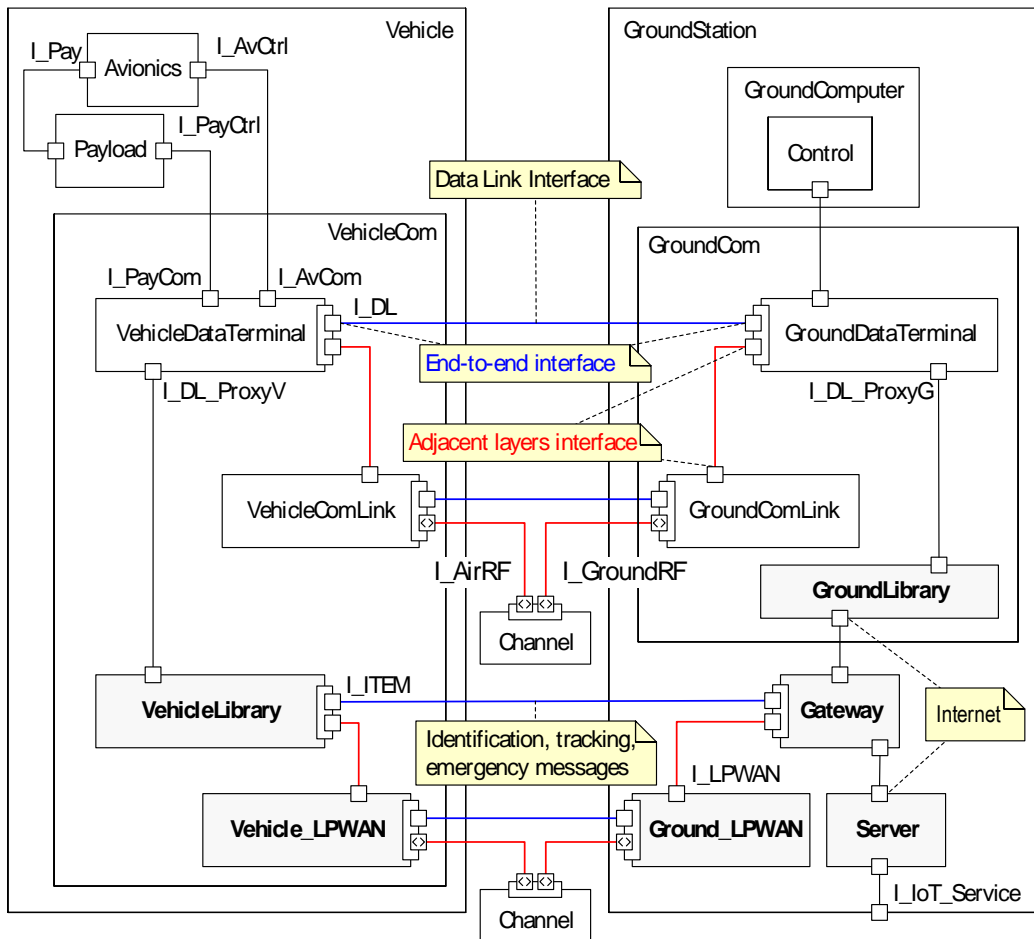 Vehicle
GroundStation
I_Pay
I_AvCtrl
Avionics
GroundComputer
I_PayCtrl
Payload
Control
Data Link Interface
VehicleCom
GroundCom
I_PayCom
I_AvCom
I_DL
VehicleDataTerminal
GroundDataTerminal
End-to-end interface
I_DL_ProxyV
I_DL_ProxyG
Adjacent layers interface
VehicleComLink
GroundComLink
I_AirRF
I_GroundRF
<>
<>
<>
<>
Channel
GroundLibrary
I_ITEM
VehicleLibrary
Gateway
Internet
Identification, tracking,
emergency messages
I_LPWAN
Vehicle_LPWAN
Ground_LPWAN
Server
<>
<>
<>
<>
Channel
I_IoT_Service